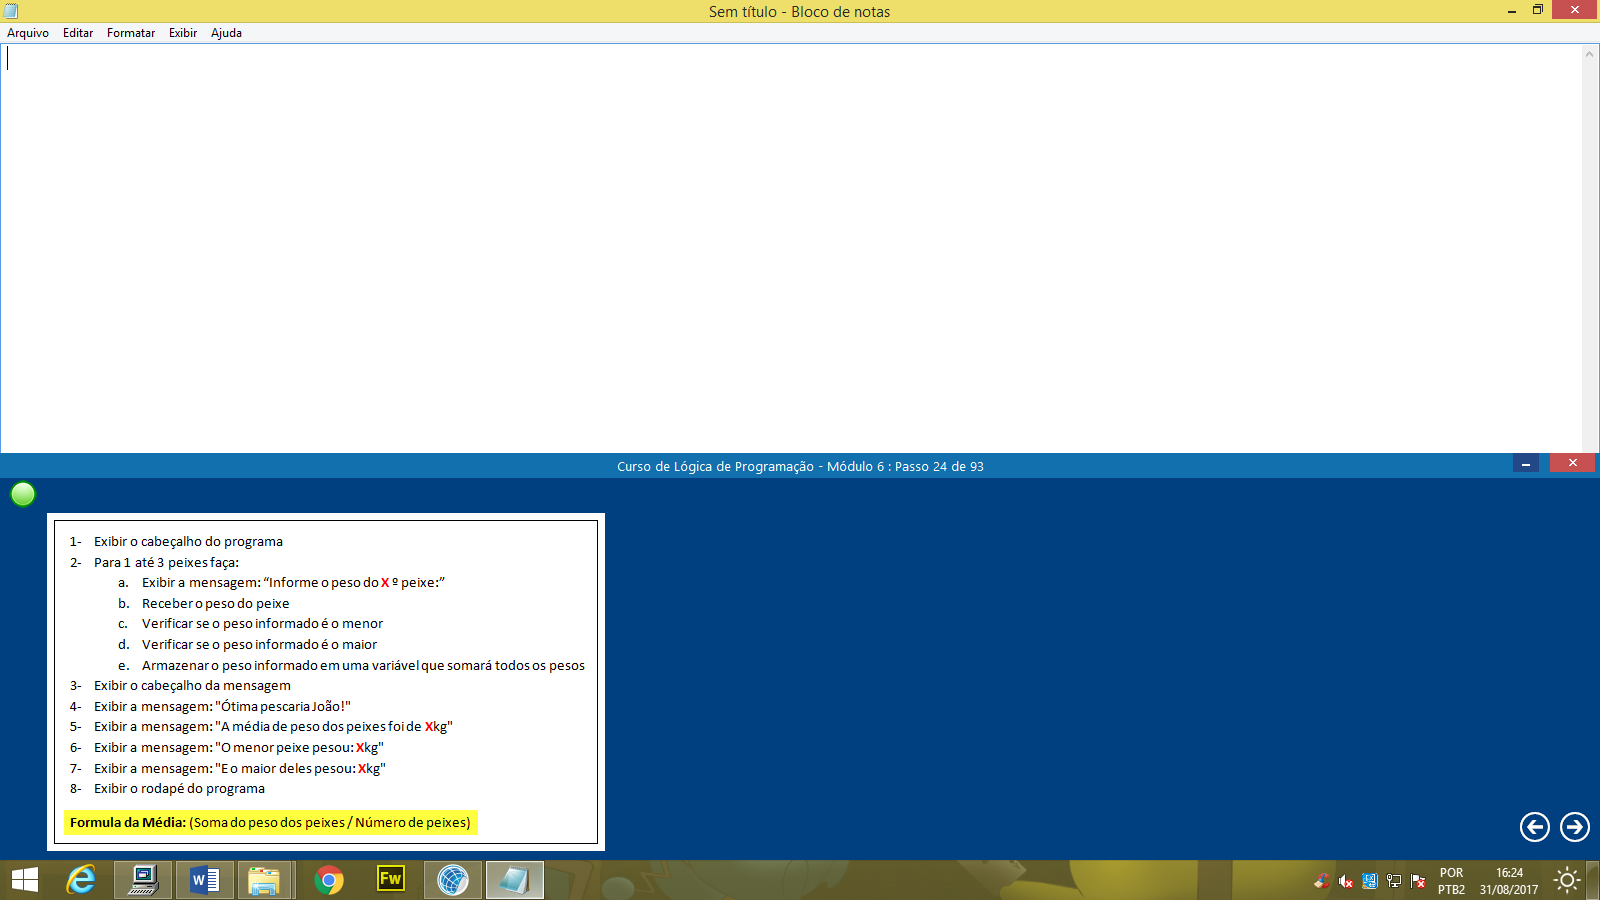 Sem título - Bloco de notas
Arquivo Editar Formatar Exibir Ajuda
Curso de Lógica de Programação - Módulo 6 : Passo 24 de 93
1- Exibir o cabeçalho do programa
2- Para 1 até 3 peixes faça:
a. Exibir a mensagem: “Informe o peso do X º peixe:”
b. Receber o peso do peixe
c. Verificar se o peso informado é o menor
d. Verificar se o peso informado é o maior
e. Armazenar o peso informado em uma variável que somará todos os pesos
3- Exibir o cabeçalho da mensagem
4- Exibir a mensagem: "Ótima pescaria João!"
5- Exibir a mensagem: "A média de peso dos peixes foi de Xkg"
6- Exibir a mensagem: "O menor peixe pesou: Xkg"
7- Exibir a mensagem: "E o maior deles pesou: Xkg"
8- Exibir o rodapé do programa
Formula da Média: (Soma do peso dos peixes / Número de peixes)
Fw
POR 16:24
PTB2 31/08/2017